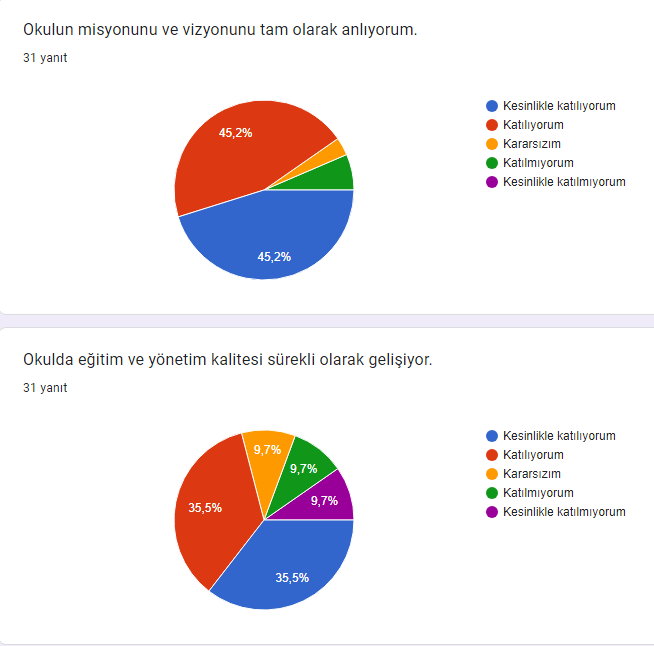 Okulun misyonunu ve vizyonunu tam olarak anlıyorum.
31 yanıt
45,2%
45,2%
Kesinlikle katılıyorum
Katılıyorum
Kararsızım
Katılmıyorum
Kesinlikle katılmıyorum
Okulda eğitim ve yönetim kalitesi sürekli olarak gelişiyor.
31 yanıt
9,7%
9,7%
9,7%
35,5%
35,5%
Kesinlikle katılıyorum
Katılıyorum
Kararsızım
Katılmıyorum
Kesinlikle katılmıyorum